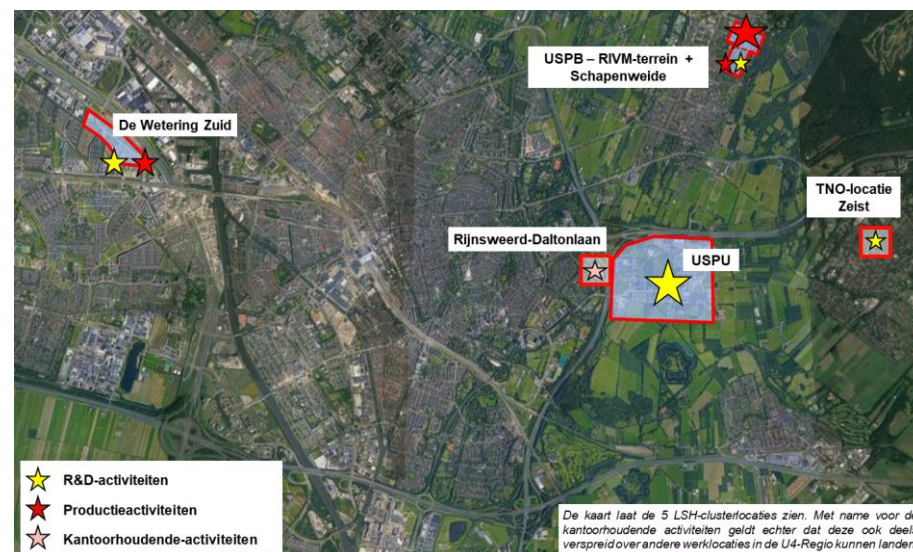 USPB – RIVM-terrein +
Schapenweide
De Wetering Zuid
TNO-locatie
Zeist
Rijnsweerd-Daltonlaan
USPU
R&D-activiteiten
Productieactiviteiten
Kantoorhoudende-activiteiten
De kaart laat de 5 LSH-clusterlocaties zien. Met name voor de
kantoorhoudende activiteiten geldt echter dat deze ook deels
verspreid over andere werklocaties in de U4-Regio kunnen landen